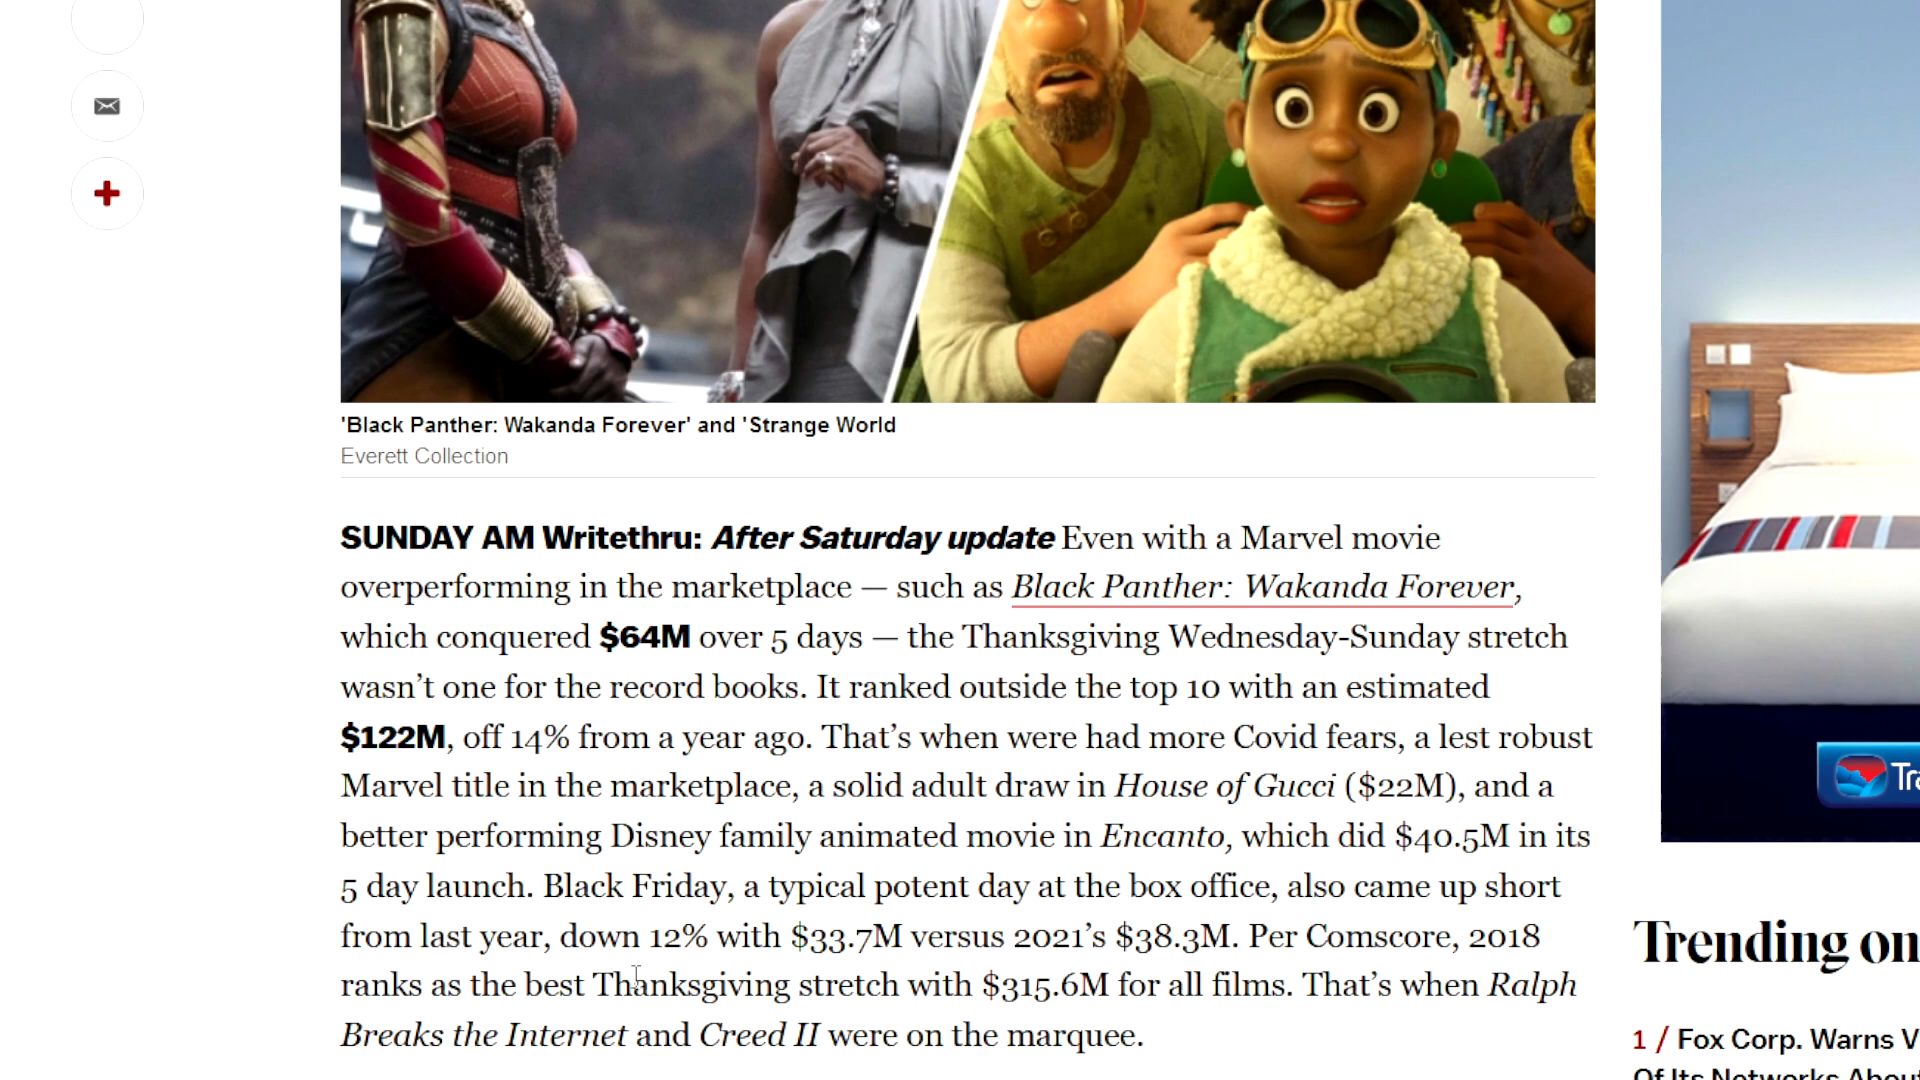 'Black Panther: Wakanda Forever' and 'Strange World
Everett Collection
SUNDAY AM Writethru: After Saturday update Even with a Marvel movie
overperforming in the marketplace — such as Black Panther: Wakanda Forever,
which conquered $64M over 5 days — the Thanksgiving Wednesday-Sunday stretch
wasn’t one for the record books. It ranked outside the top 10 with an estimated
$122M, off 14% from a year ago. That’s when were had more Covid fears, a lest robust
Marvel title in the marketplace, a solid adult draw in House of Gucci ($22M), and a
better performing Disney family animated movie in Encanto, which did $40.5M in its
5 day launch. Black Friday, a typical potent day at the box office, also came up short
from last year, down 12% with $33.7M versus 2021’s $38.3M. Per Comscore, 2018
ranks as the best Thanksgiving stretch with $315.6M for all films. That’s when Ralph
Breaks the Internet and Creed II were on the marquee.
Tra
Trending on
1 / Fox Corp. Warns V
Of Its Networks About